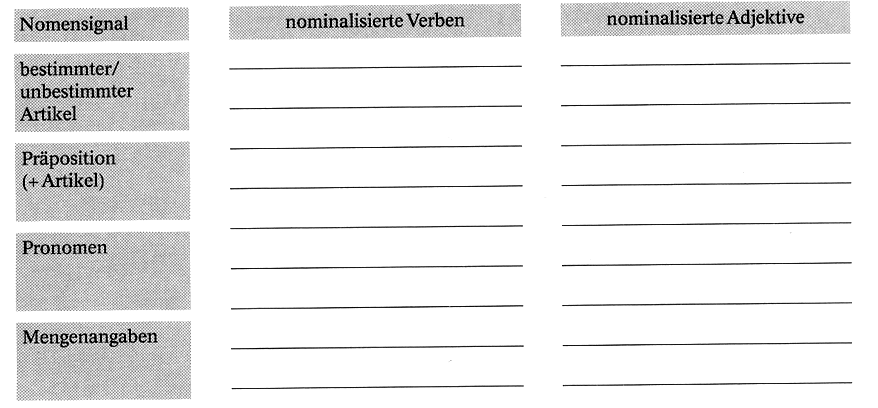 Nomensignal
nominalisierte Verben
nominalisierte Adjektive
bestimmter/
unbestimmter
Artikel
Präposition
(+ Artikel)
Pronomen
Mengenangaben